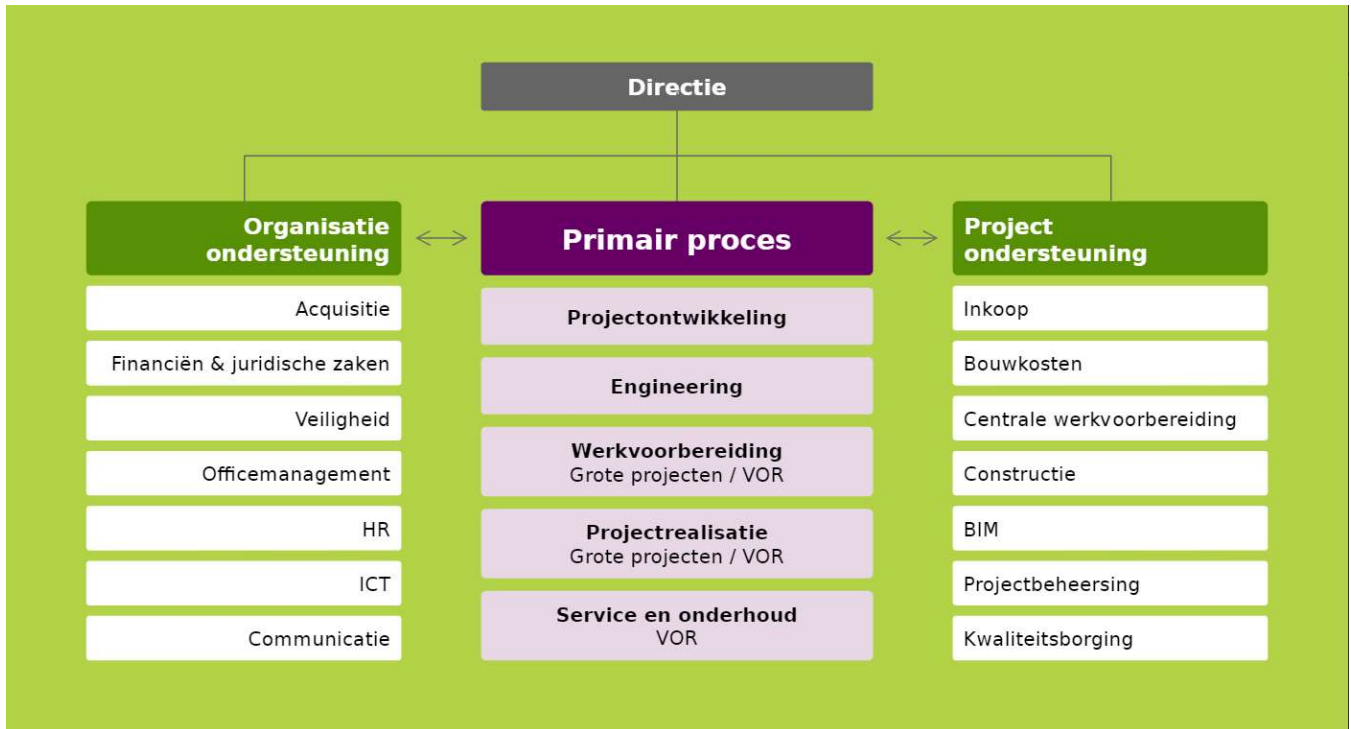 Directie
Organisatie
ondersteuning
Acquisitie
Financiën & juridische zaken
Veiligheid
Officemanagement
HR
ICT
Communicatie
Primair proces
Projectontwikkeling
Engineering
Werkvoorbereiding
Grote projecten / VOR
Projectrealisatie
Grote projecten / VOR
Service en onderhoud
VOR
Project
ondersteuning
Inkoop
Bouwkosten
Centrale werkvoorbereiding
Constructie
BIM
Projectbeheersing
Kwaliteitsborging